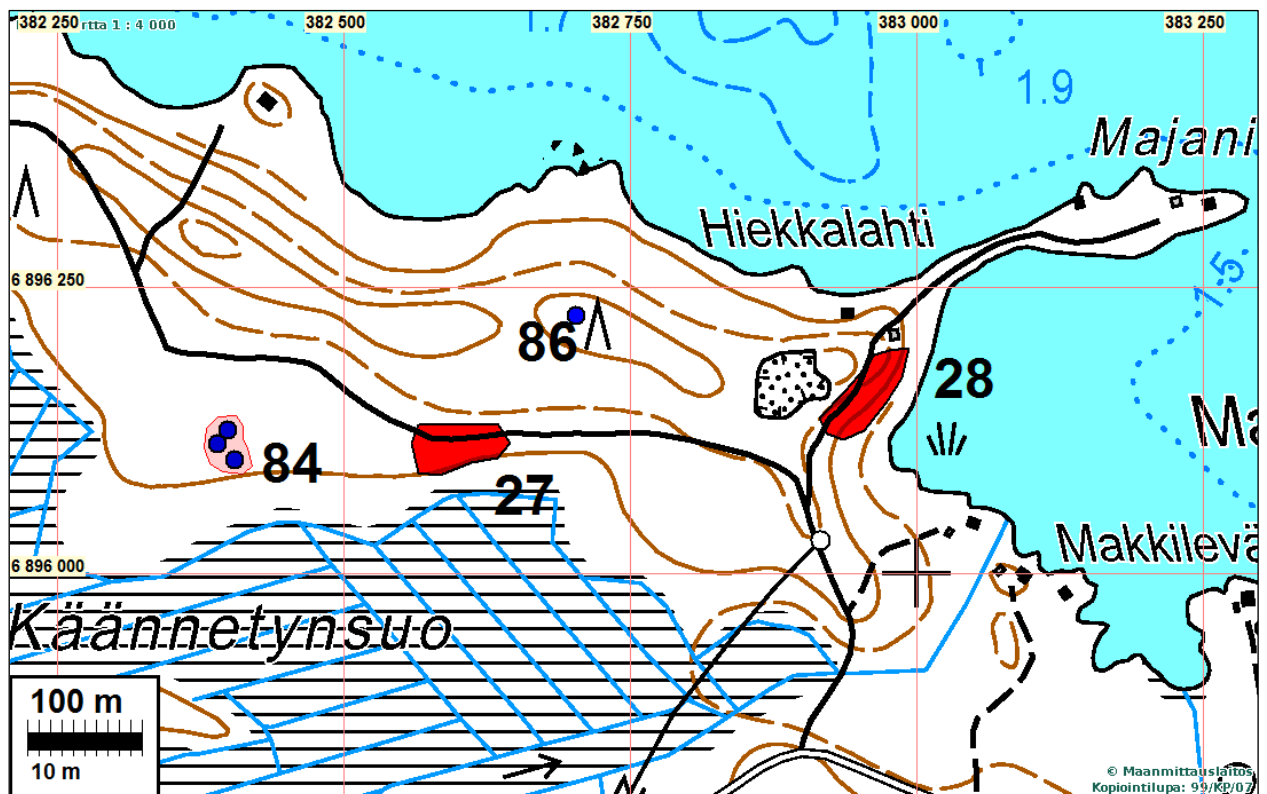 382 250
rtta 1 : 4 000
382 500
382 750
383 000
383 250
1.9
Majani
Hiekkalahti
6 896 250
1.5
86
28
84
27
Makkilevä
6 896 000
Käännetynsuo
100 m
10 m
© Maanmittauslaitos
Kopiointilupa: 99/KP/07